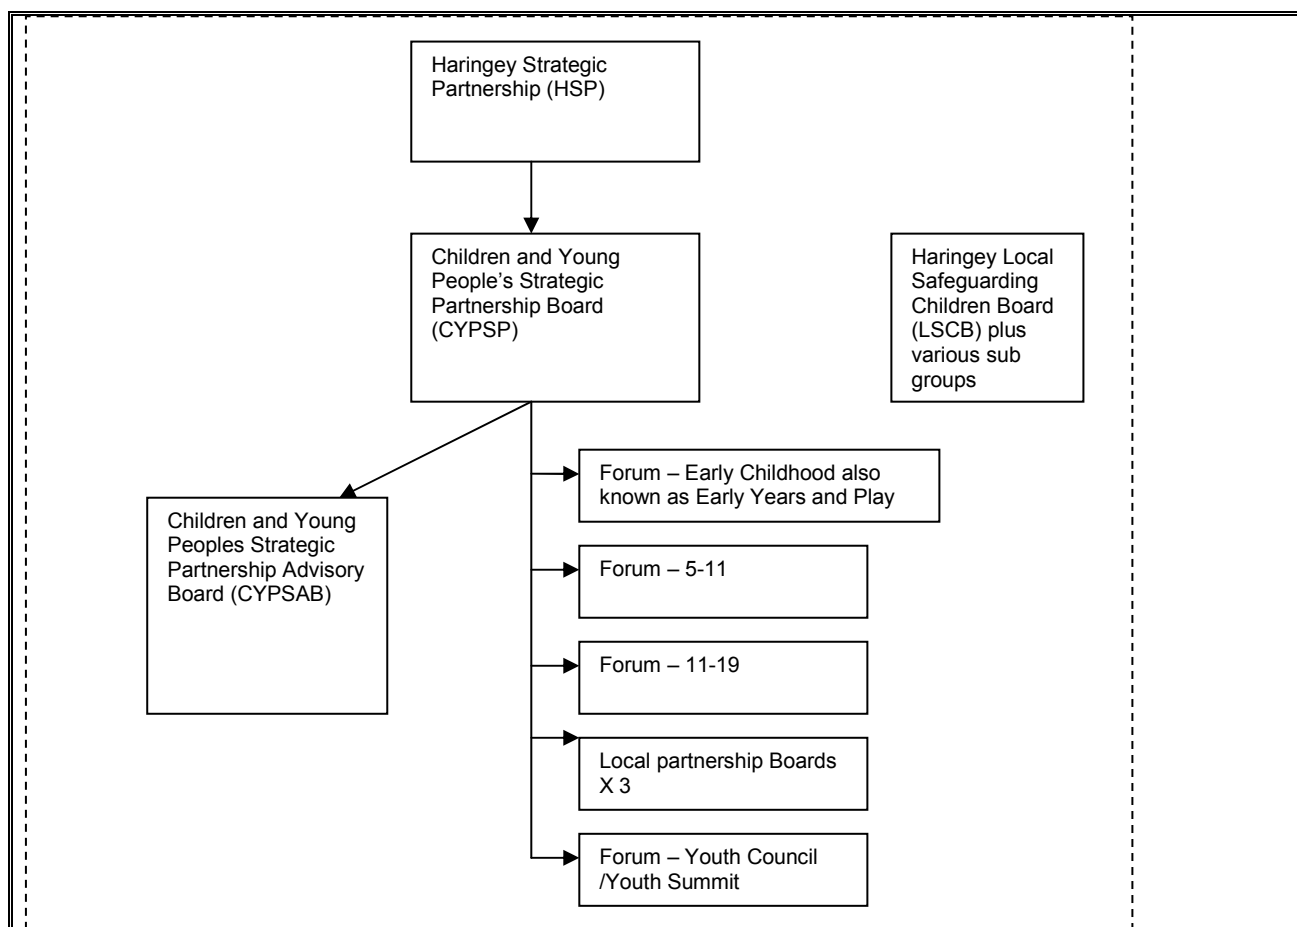 Haringey Strategic
Partnership (HSP)
Children and Young
People’s Strategic
Partnership Board
(CYPSP)
Haringey Local
Safeguarding
Children Board
(LSCB) plus
various sub
groups
Forum – Early Childhood also
known as Early Years and Play
Children and Young
Peoples Strategic
Partnership Advisory
Board (CYPSAB)
Forum – 5-11
Forum – 11-19
Local partnership Boards
X 3
Forum – Youth Council
/Youth Summit